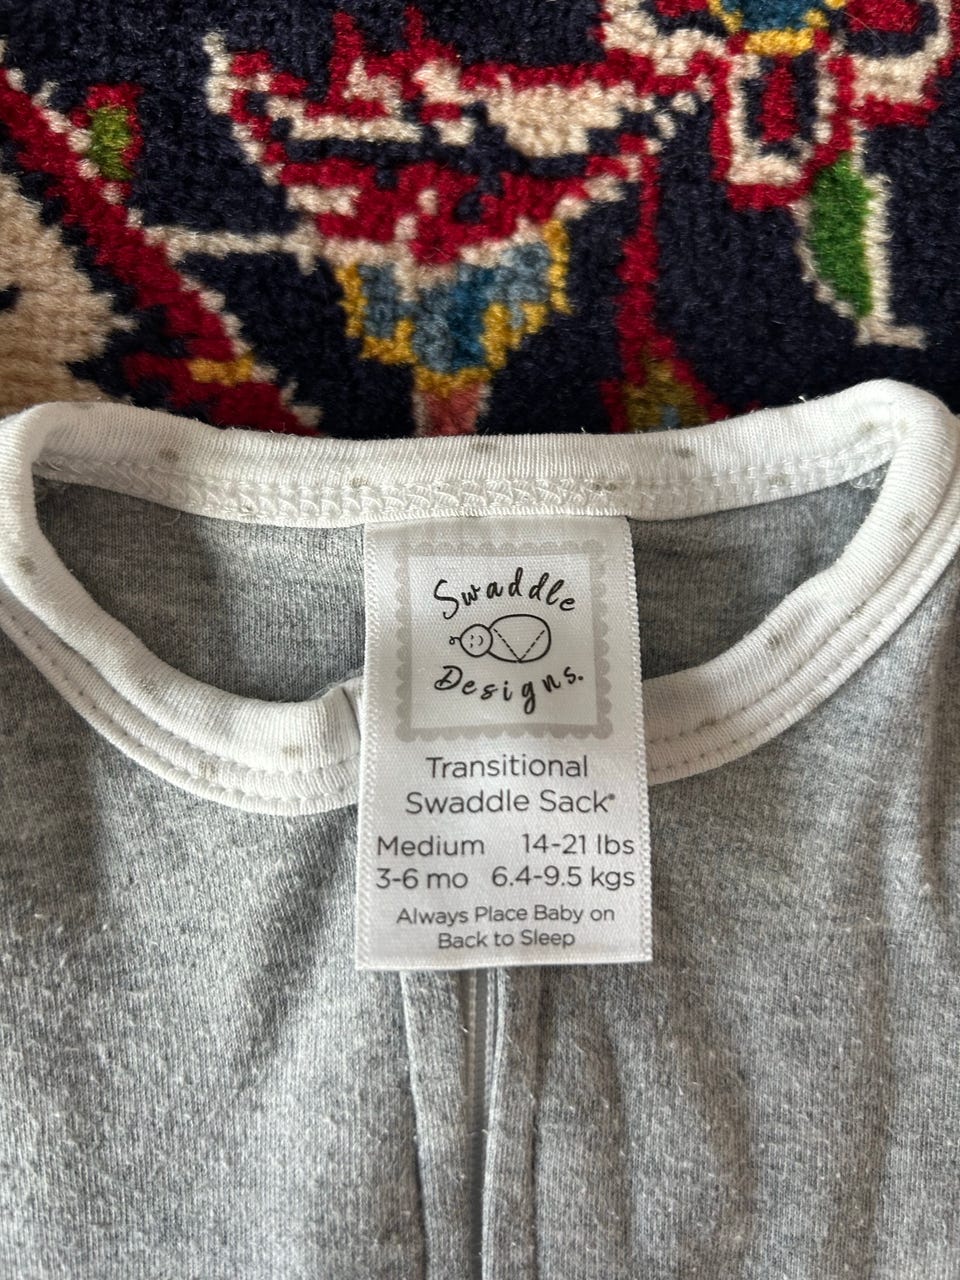 Swaddle
Designs.
Transitional
Swaddle Sack®
Medium 14-21 lbs
3-6 mo 6.4-9.5 kgs
Always Place Baby on
Back to Sleep